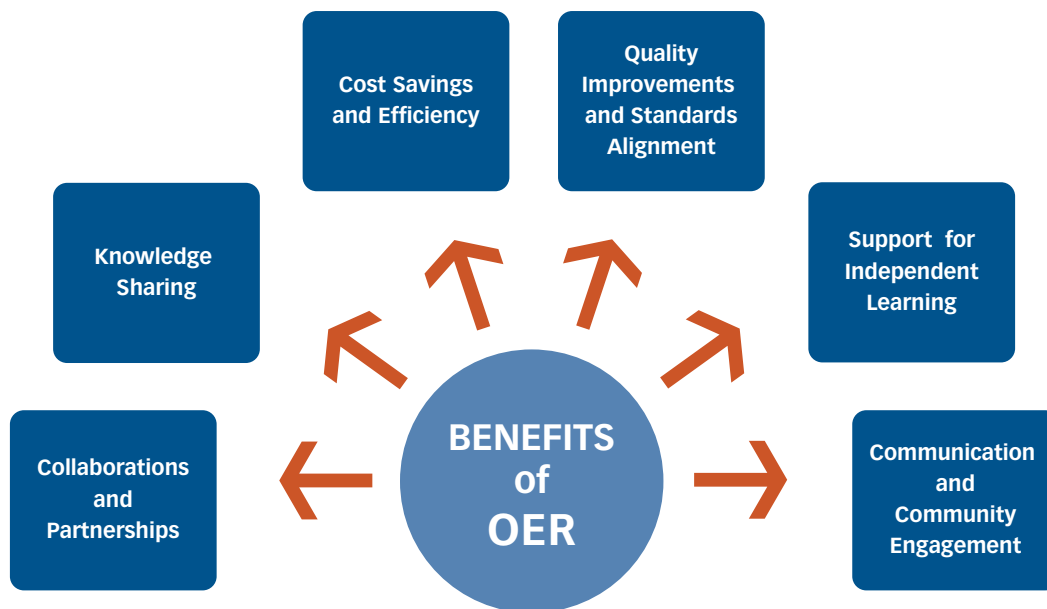 Collaborations
and
Partnerships
Knowledge
Sharing
Cost Savings
and Efficiency
Quality
Improvements
and Standards
Alignment
Support for
Independent
Learning
Communication
and
Community
Engagement
BENEFITS
of
OER